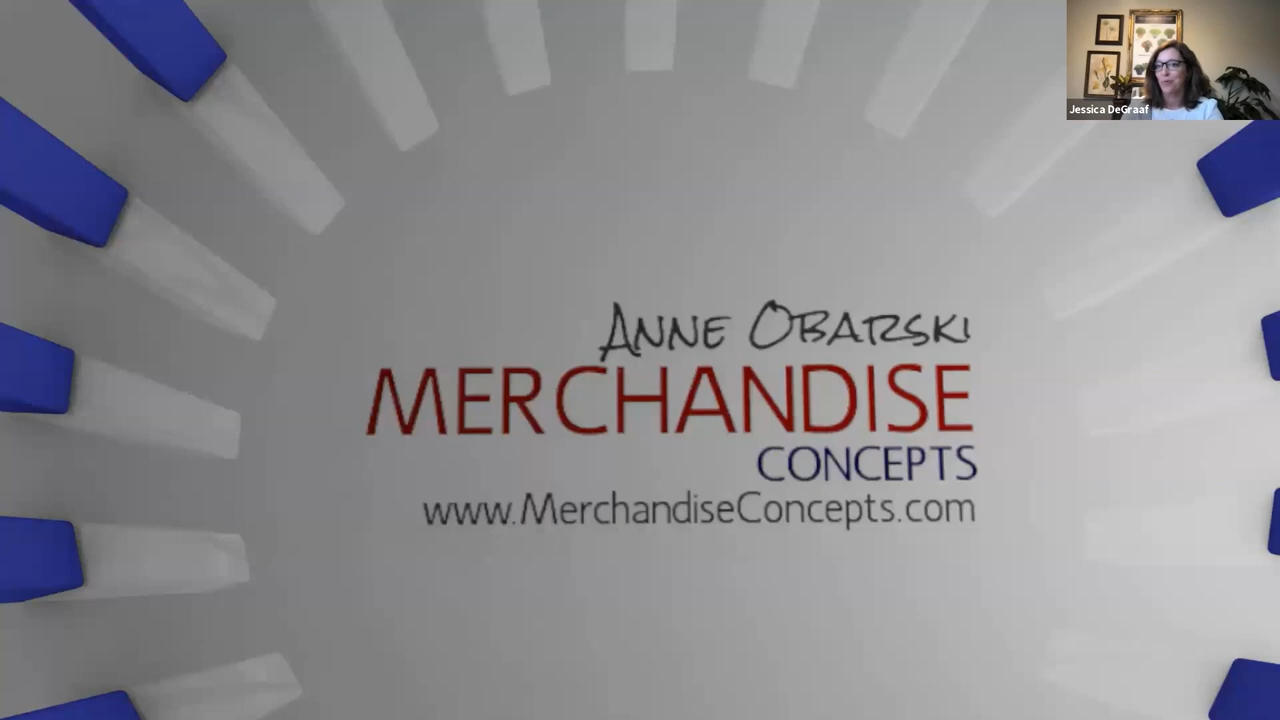 Jessica DeGraaf
ANNE OBARSKI
MERCHANDISE
CONCEPTS
www.MerchandiseConcepts.com